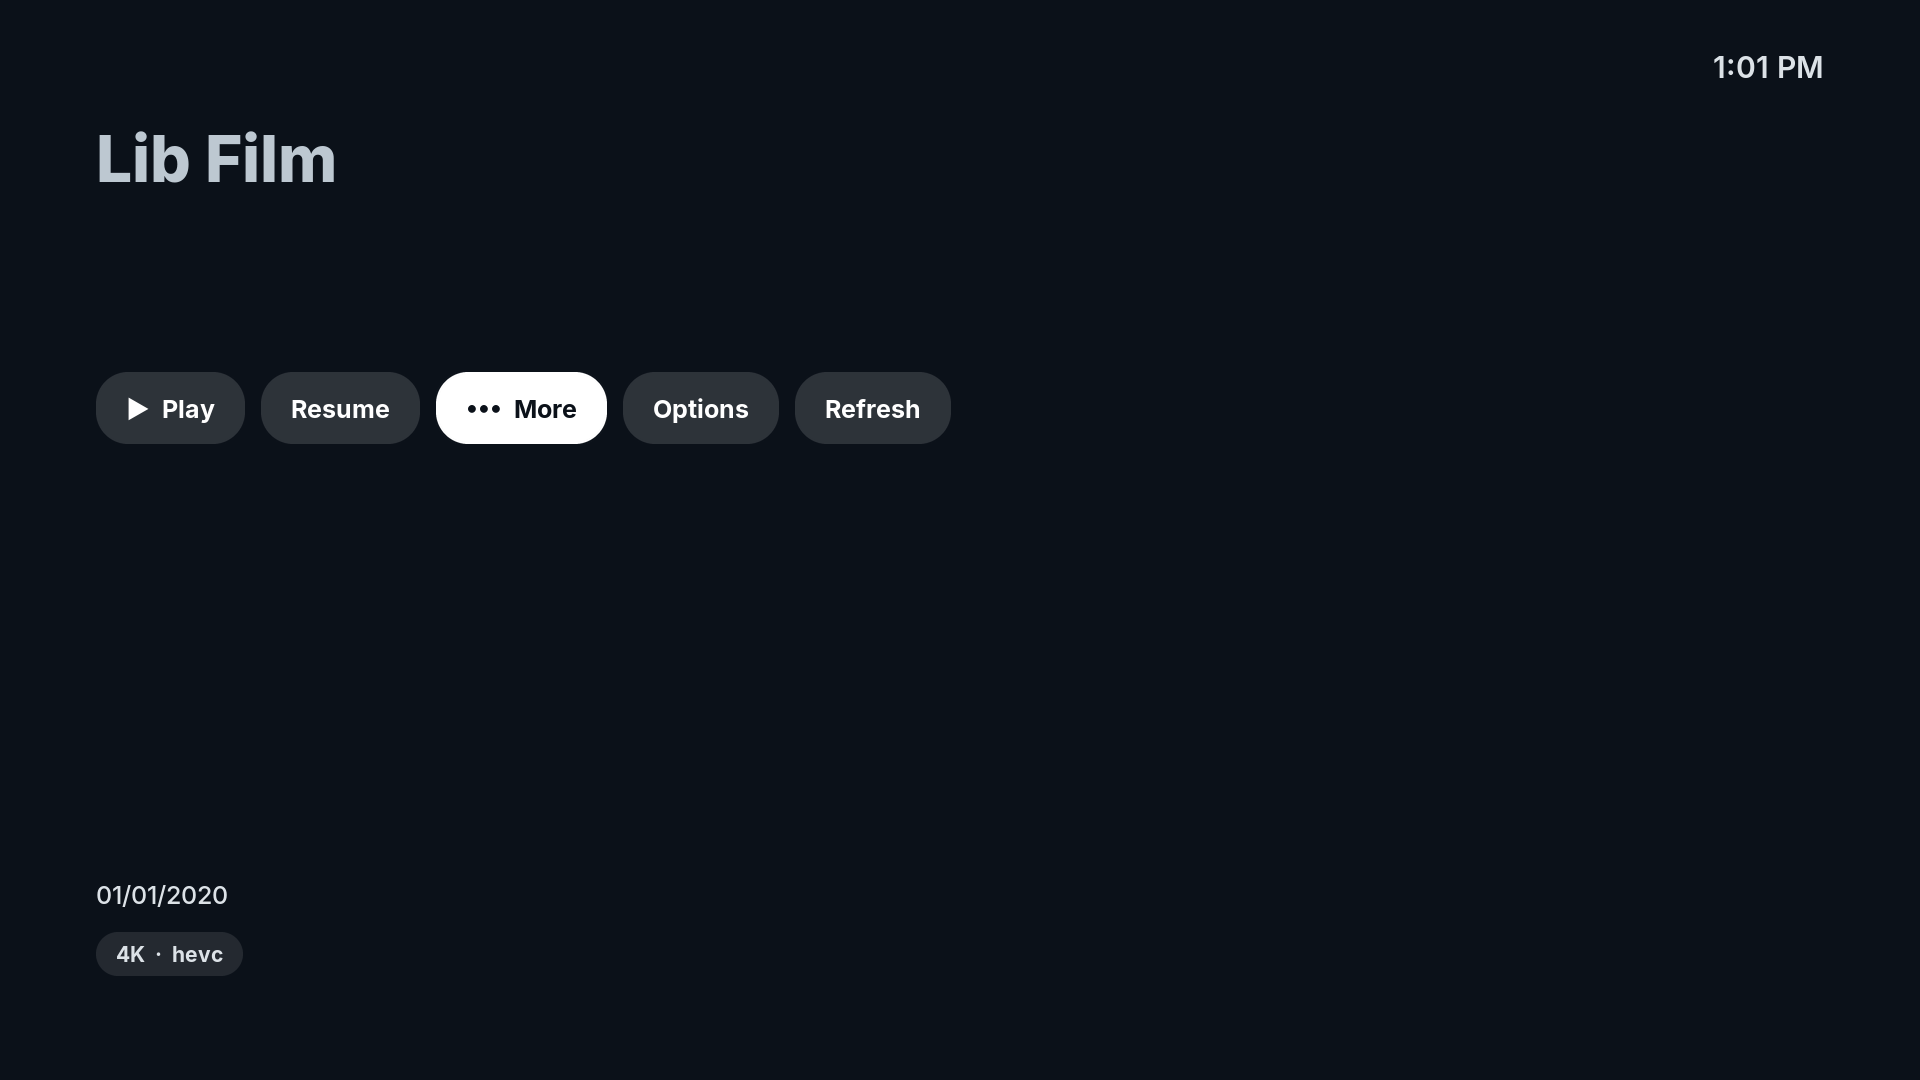 1:01 PM
Lib Film
Play Resume More Options Refresh
01/01/2020
4K · hevc